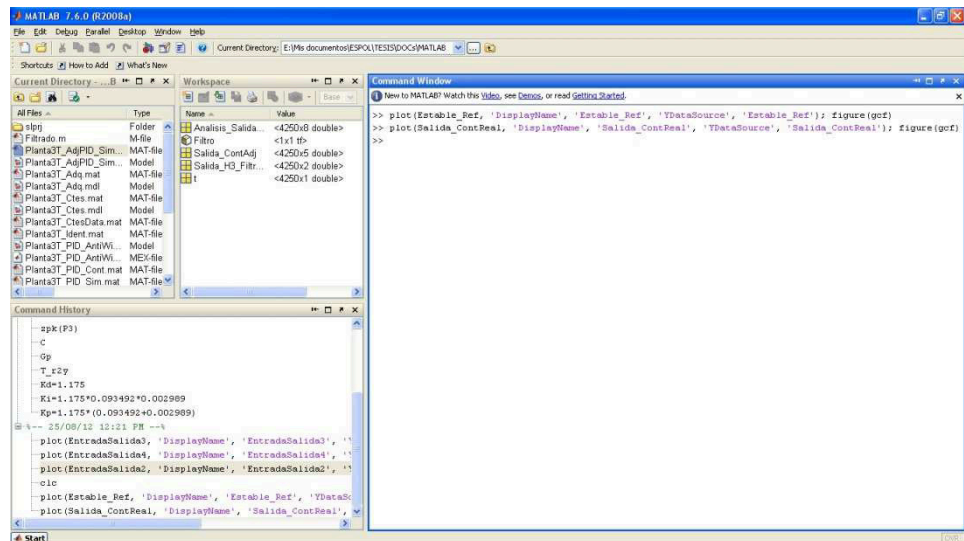 MATLAB 7.6.0 (R2008a)
File Edit Debug Parallel Desktop Window Help
Current Directory: E:\Mis documentos\ESPOL\TESIS\DOCs\MATLAB
Shortcuts How to Add What's New
Current Directory - ...B
All Files Type
slprj Folder
Filtrado.m M-file
Planta3T_AdjPID_Sim... MAT-file
Planta3T_AdjPID_Sim... Model
Planta3T_Adq.mat MAT-file
Planta3T_Adq.mdl Model
Planta3T_Ctes.mat MAT-file
Planta3T_Ctes.mdl Model
Planta3T_CtesData.mat MAT-file
Planta3T_Ident.mat MAT-file
Planta3T_PID_AntiWi... Model
Planta3T_PID_AntiWi... MEX-file
Planta3T_PID_Cont.mat MAT-file
Planta3T_PID_Sim.mat MAT-file
Workspace
Base
Name Value
Analisis_Salida... <4250x8 double>
Filtro <1x1 tf>
Salida_ContAdj <4250x5 double>
Salida_H3_Filtr... <4250x2 double>
t <4250x1 double>
Command History
zpk(P3)
C
Gp
T_r2y
Kd=1.175
Ki=1.175*0.093492*0.002989
Kp=1.175*(0.093492+0.002989)
%-- 25/08/12 12:21 PM --%
plot(EntradaSalida3, 'DisplayName', 'EntradaSalida3', '
plot(EntradaSalida4, 'DisplayName', 'EntradaSalida4', '
plot(EntradaSalida2, 'DisplayName', 'EntradaSalida2', '
clc
plot(Estable_Ref, 'DisplayName', 'Estable_Ref', 'YDataSo
plot(Salida_ContReal, 'DisplayName', 'Salida_ContReal',
Command Window
New to MATLAB? Watch this Video, see Demos, or read Getting Started.
>> plot(Estable_Ref, 'DisplayName', 'Estable_Ref', 'YDataSource', 'Estable_Ref'); figure(gcf)
>> plot(Salida_ContReal, 'DisplayName', 'Salida_ContReal', 'YDataSource', 'Salida_ContReal'); figure(gcf)
>>
Start
OVR